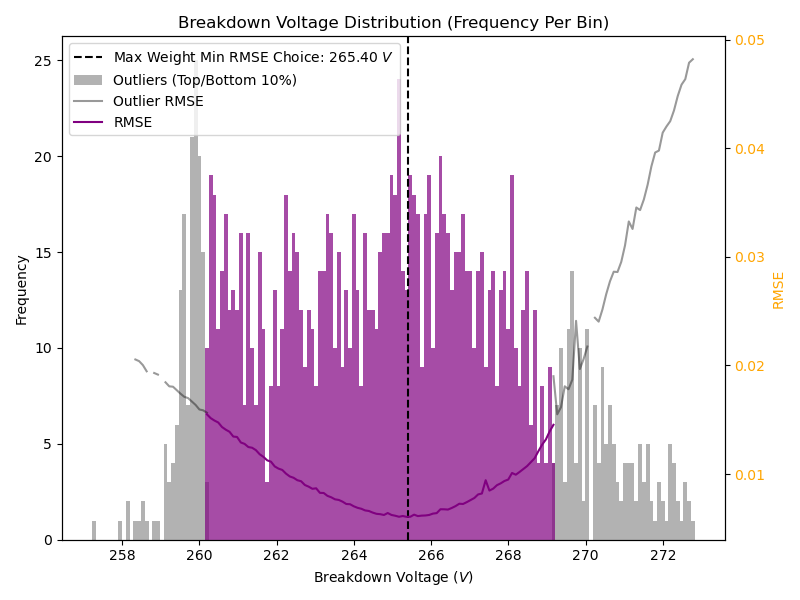 Breakdown Voltage Distribution (Frequency Per Bin)
Max Weight Min RMSE Choice: 265.40 V
Outliers (Top/Bottom 10%)
Outlier RMSE
RMSE
Frequency
25
20
15
10
5
0
0.05
0.04
0.03
0.02
0.01
RMSE
258 260 262 264 266 268 270 272
Breakdown Voltage (V)